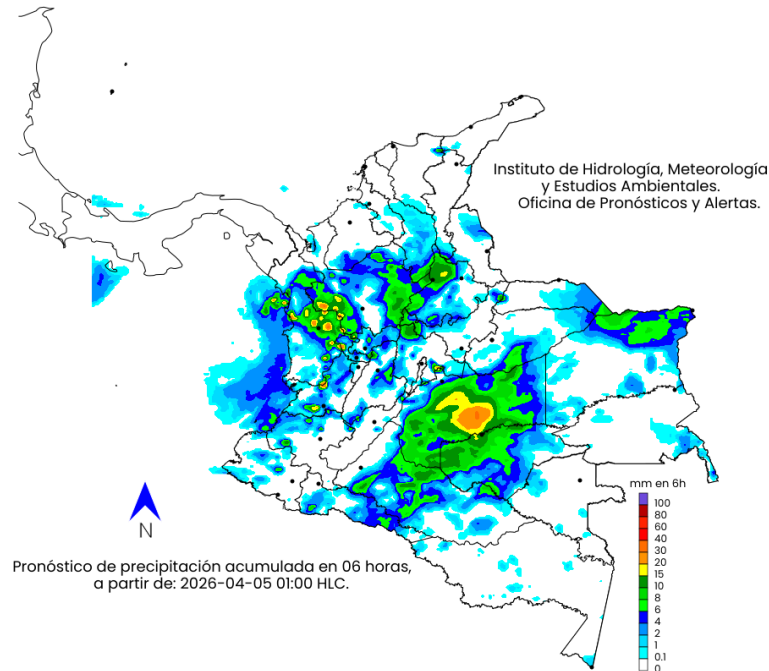 Instituto de Hidrología, Meteorología
y Estudios Ambientales.
Oficina de Pronósticos y Alertas.
N
mm en 6h
100
80
60
40
30
20
15
10
8
6
4
2
1
0.1
0
Pronóstico de precipitación acumulada en 06 horas,
a partir de: 2026-04-05 01:00 HLC.